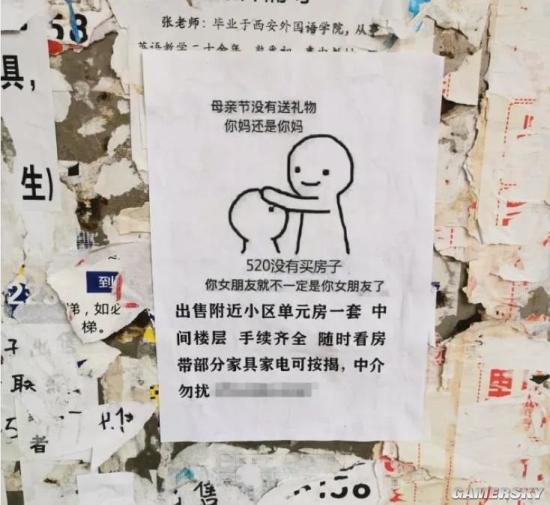 58
张老师：毕业于西安外国语学院，从事
具，
生）
母亲节没有送礼物
你妈还是你妈
520没有买房子
你女朋友就不一定是你女朋友了
出售附近小区单元房一套 中
间楼层 手续齐全 随时看房
带部分家具家电可按揭，中介
勿扰
到
梯，如必
梯。
出售
联
者
售
158
GAMERSKY